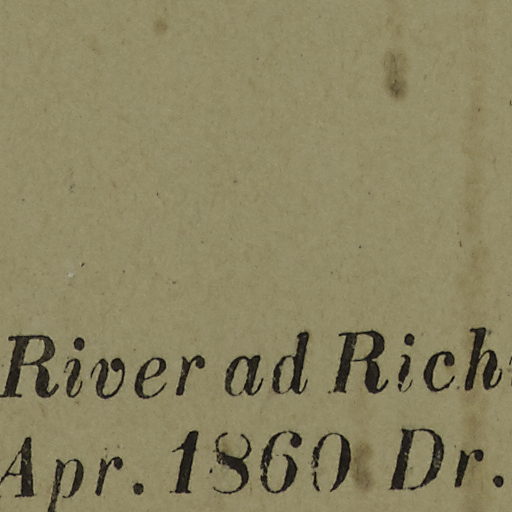 River ad Rich
Apr. 1860 Dr.